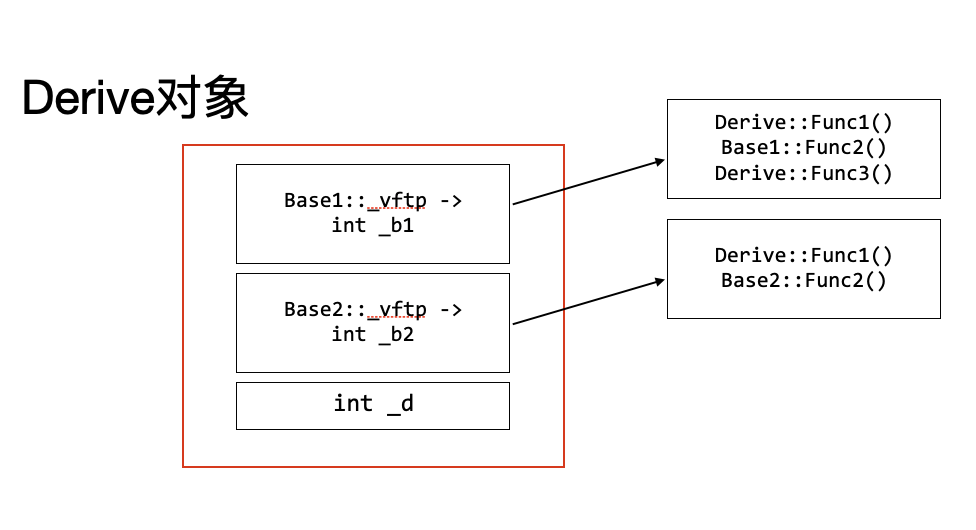 Derive对象
Base1::_vftp ->
int _b1
Base2::_vftp ->
int _b2
int _d
Derive::Func1()
Base1::Func2()
Derive::Func3()
Derive::Func1()
Base2::Func2()